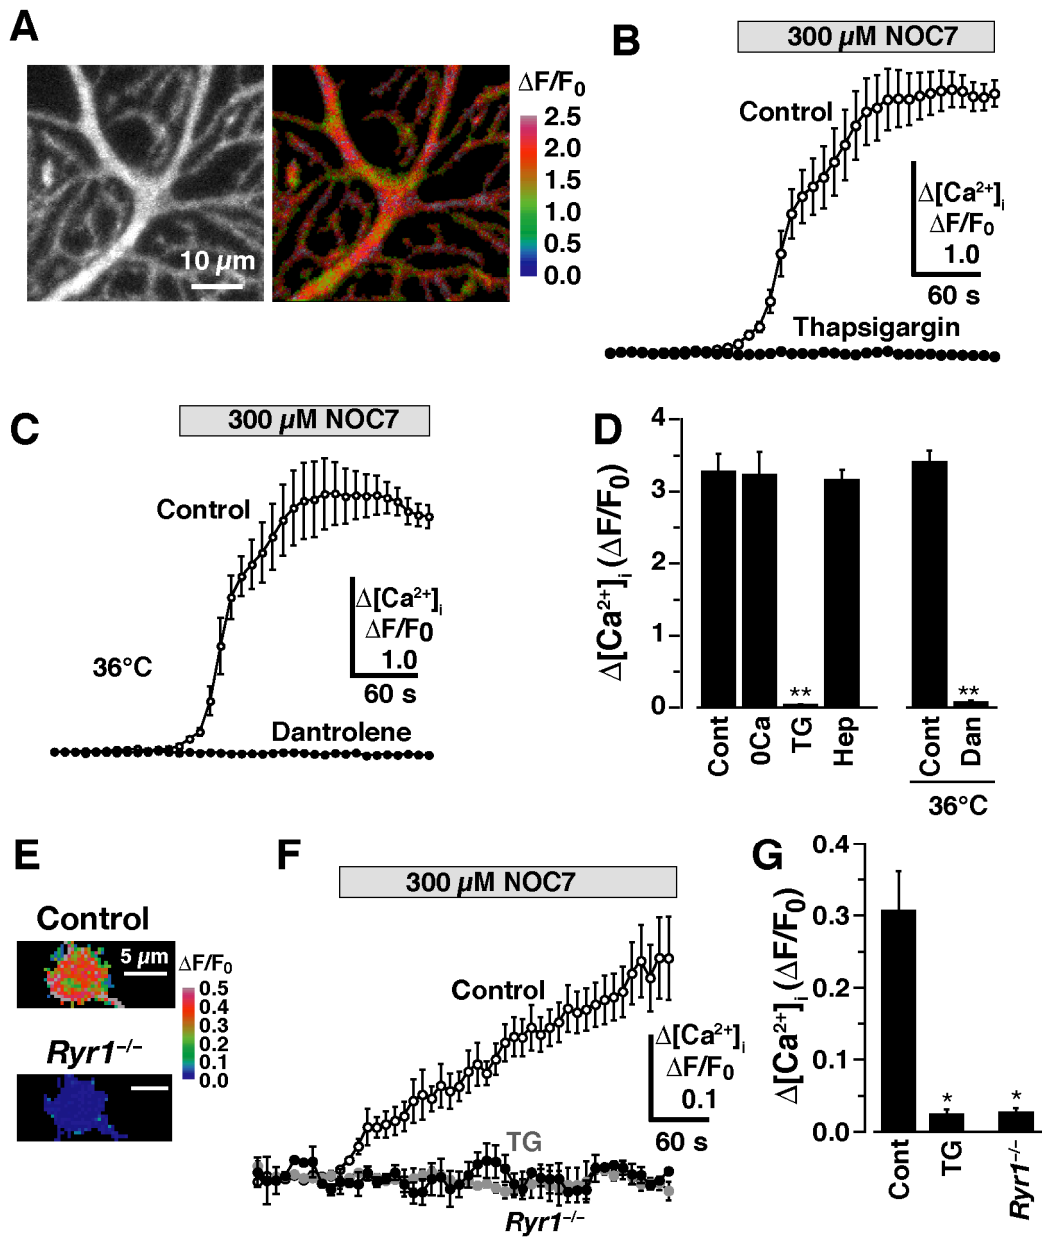 A
ΔF/F0
2.5
2.0
1.5
1.0
0.5
0.0
10 µm
B
300 µM NOC7
Control
Δ[Ca2+]i
ΔF/F0
1.0
60 s
Thapsigargin
C
300 µM NOC7
Control
Δ[Ca2+]i
ΔF/F0
1.0
60 s
36°C
Dantrolene
D
Δ[Ca2+]i (ΔF/F0)
4
3
2
1
0
**
**
Cont
0Ca
TG
Hep
Cont
Dan
36°C
E
Control
5 µm
ΔF/F0
0.5
0.4
0.3
0.2
0.1
0.0
Ryr1−/−
F
300 µM NOC7
Control
Δ[Ca2+]i
ΔF/F0
0.1
60 s
TG
Ryr1−/−
G
Δ[Ca2+]i (ΔF/F0)
0.4
0.3
0.2
0.1
0.0
*
*
Cont
TG
Ryr1−/−